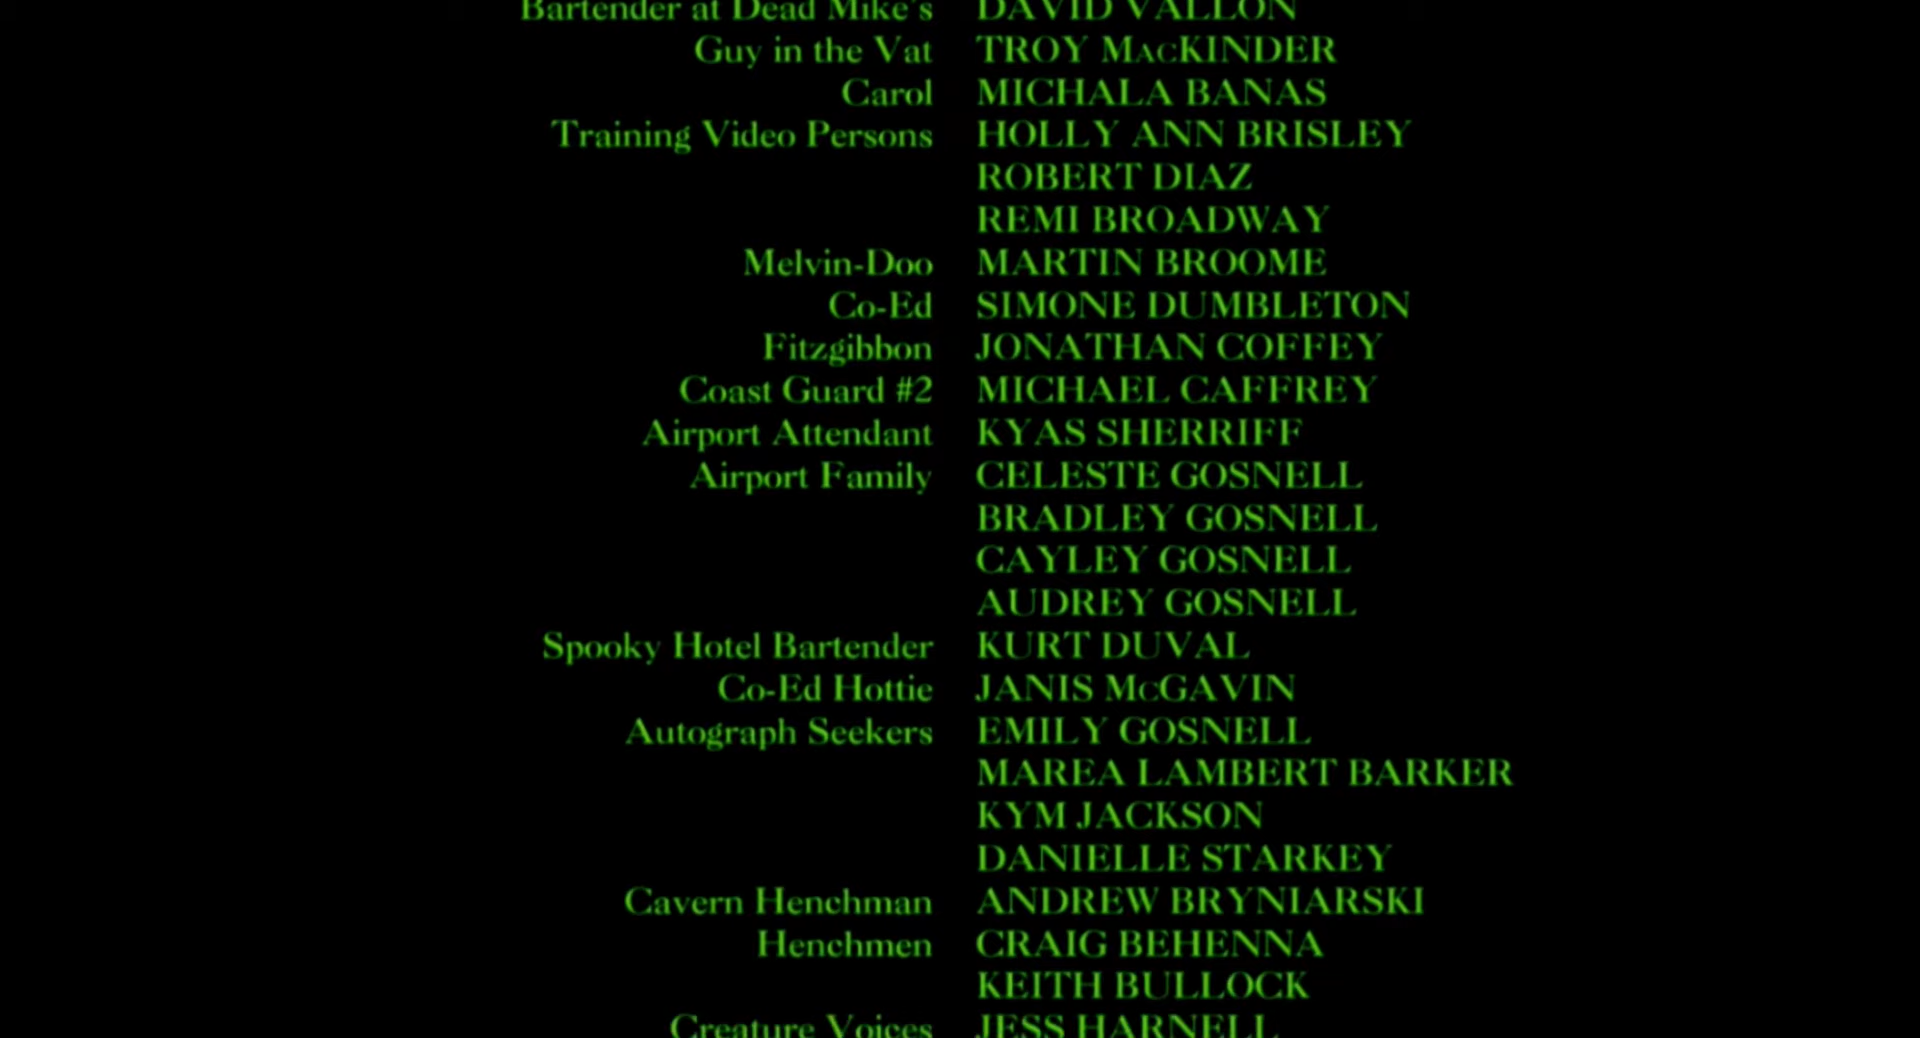 Bartender at Dead Mike's DAVID VALLON
Guy in the Vat TROY MacKINDER
Carol MICHALA BANAS
Training Video Persons HOLLY ANN BRISLEY
ROBERT DIAZ
REMI BROADWAY
Melvin-Doo MARTIN BROOME
Co-Ed SIMONE DUMBLETON
Fitzgibbon JONATHAN COFFEY
Coast Guard #2 MICHAEL CAFFREY
Airport Attendant KYAS SHERRIFF
Airport Family CELESTE GOSNELL
BRADLEY GOSNELL
CAYLEY GOSNELL
AUDREY GOSNELL
Spooky Hotel Bartender KURT DUVAL
Co-Ed Hottie JANIS McGAVIN
Autograph Seekers EMILY GOSNELL
MAREA LAMBERT BARKER
KYM JACKSON
DANIELLE STARKEY
Cavern Henchman ANDREW BRYNIARSKI
Henchmen CRAIG BEHENNA
KEITH BULLOCK
Creature Voices JESS HARNELL